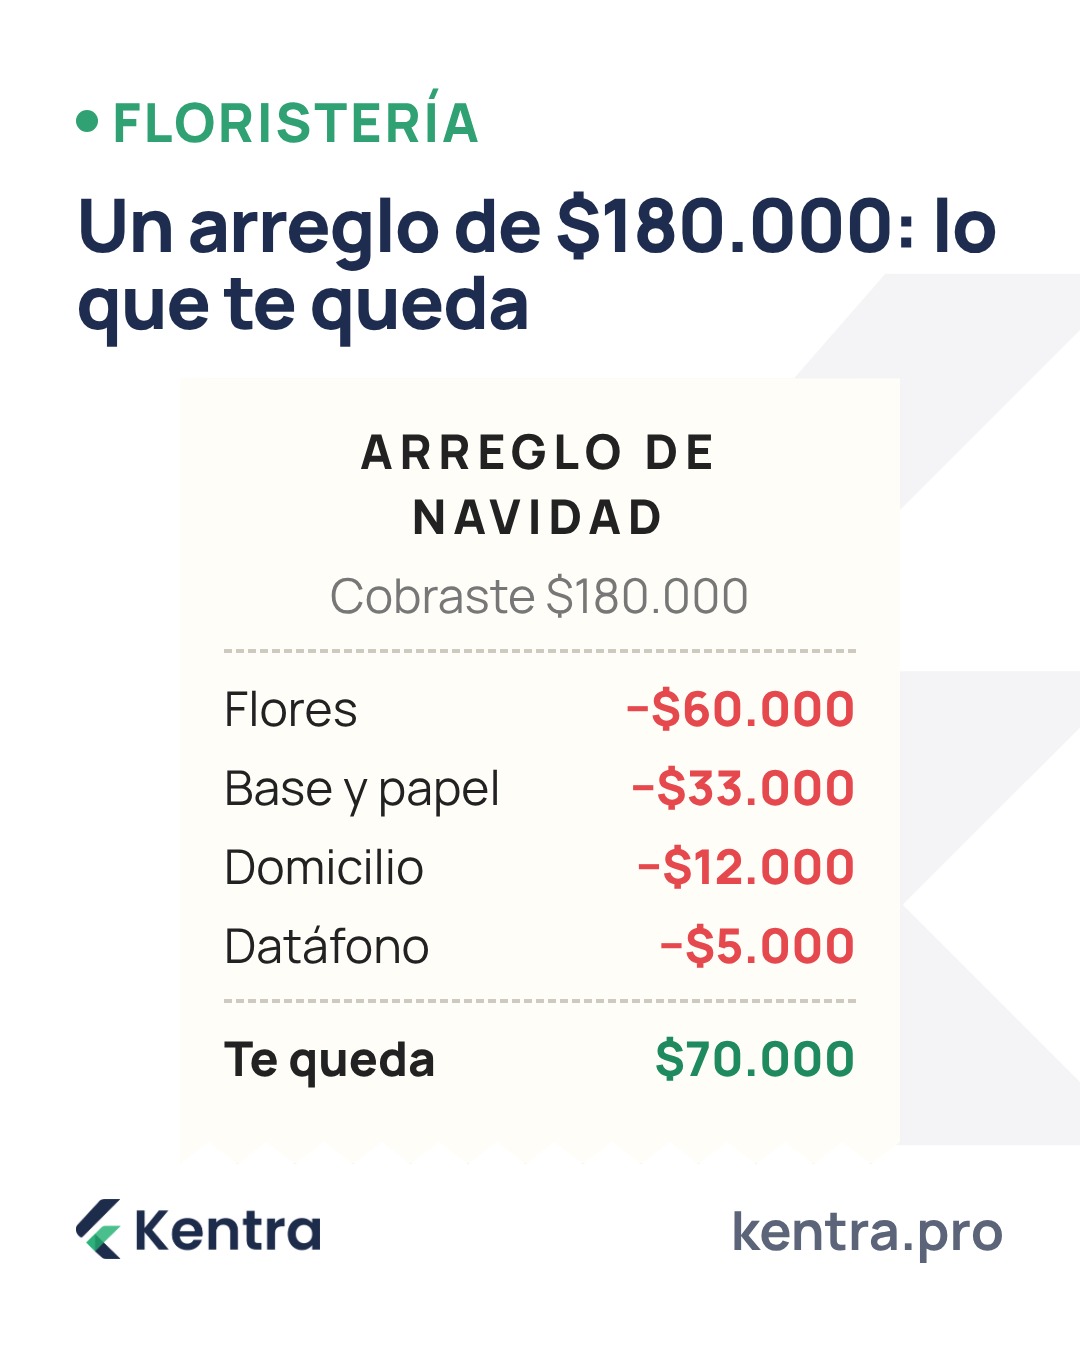 • FLORISTERÍA
Un arreglo de $180.000: lo
que te queda
ARREGLO DE
NAVIDAD
Cobraste $180.000
Flores −$60.000
Base y papel −$33.000
Domicilio −$12.000
Datáfono −$5.000
Te queda $70.000
Kentra kentra.pro